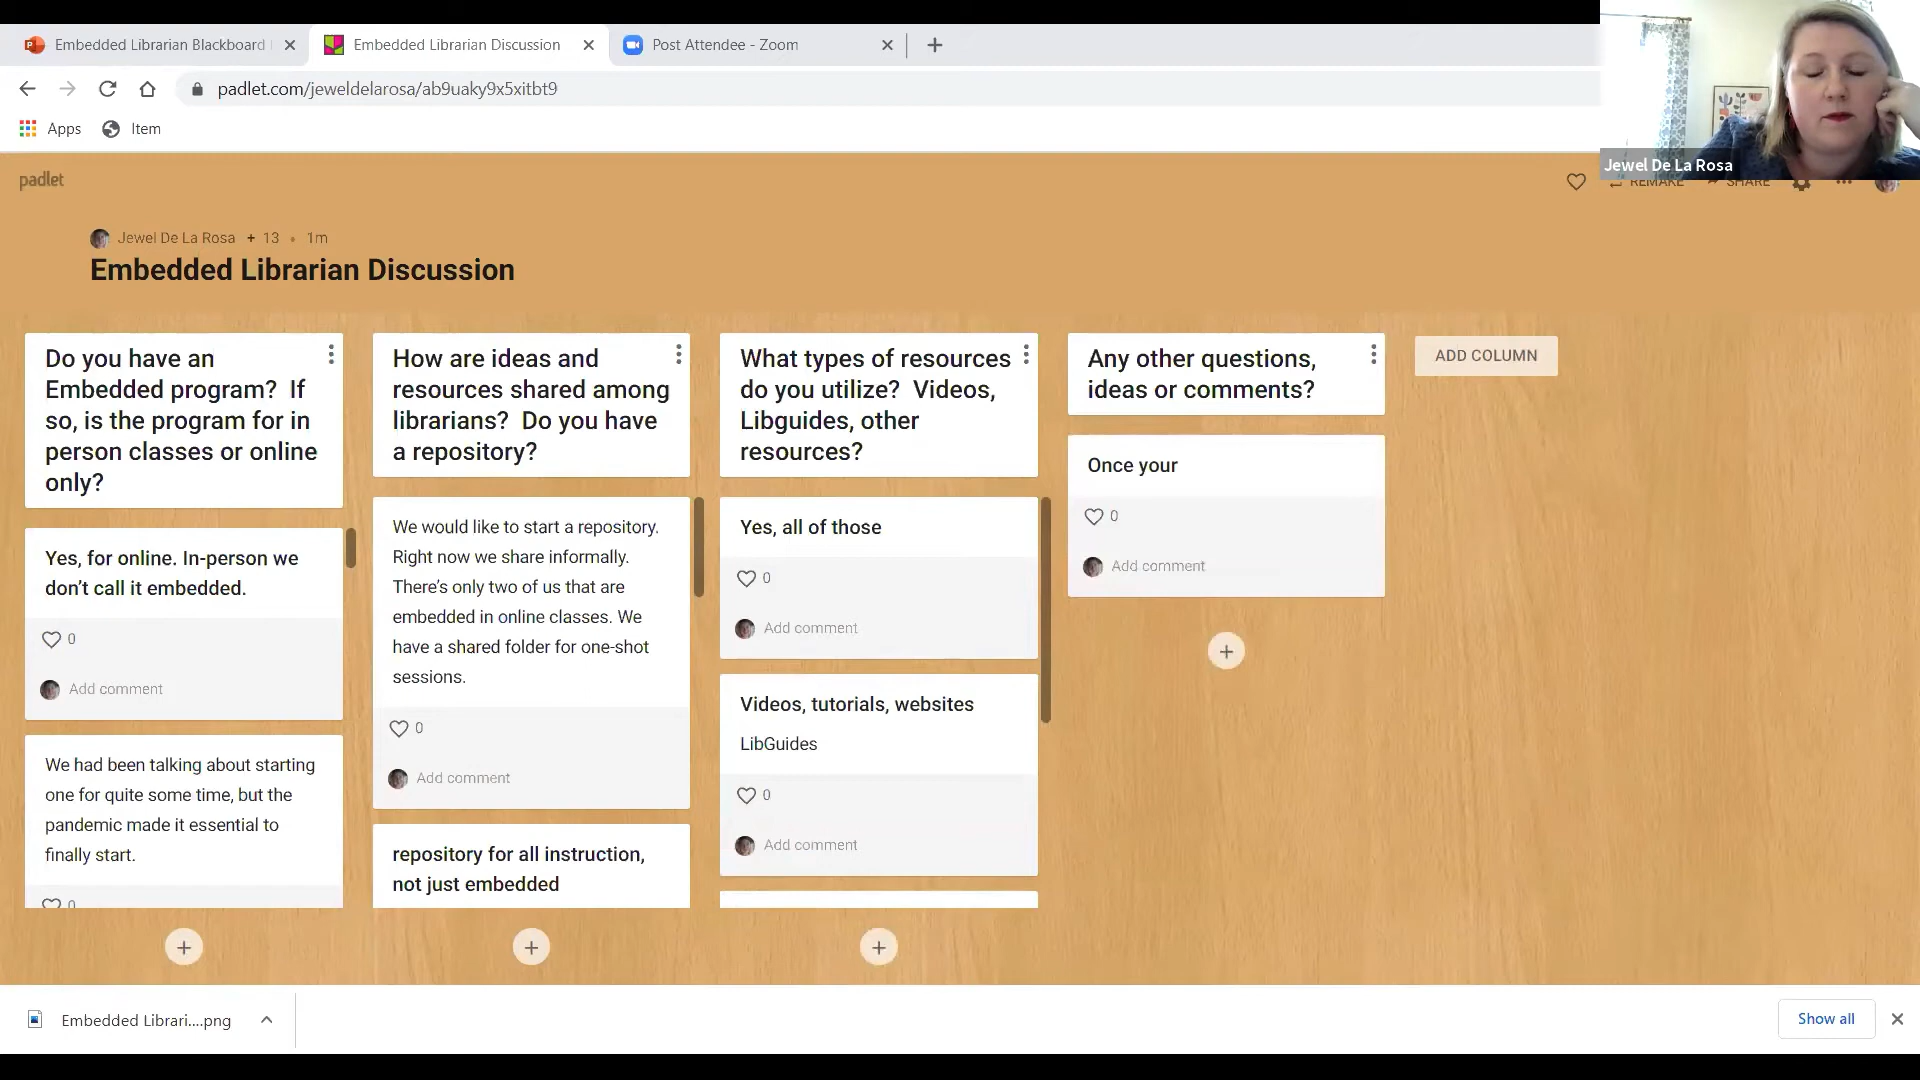 Embedded Librarian Blackboard
Embedded Librarian Discussion
Post Attendee - Zoom
padlet.com/jeweldelarosa/ab9uaky9x5xitbt9
Apps
Item
Jewel De La Rosa
padlet
REMAKE
SHARE
Jewel De La Rosa + 13 • 1m
Embedded Librarian Discussion
Do you have an
Embedded program? If
so, is the program for in
person classes or online
only?
Yes, for online. In-person we
don’t call it embedded.
0
Add comment
We had been talking about starting
one for quite some time, but the
pandemic made it essential to
finally start.
0
How are ideas and
resources shared among
librarians? Do you have
a repository?
We would like to start a repository.
Right now we share informally.
There’s only two of us that are
embedded in online classes. We
have a shared folder for one-shot
sessions.
0
Add comment
repository for all instruction,
not just embedded
What types of resources
do you utilize? Videos,
Libguides, other
resources?
Yes, all of those
0
Add comment
Videos, tutorials, websites
LibGuides
0
Add comment
Any other questions,
ideas or comments?
Once your
0
Add comment
ADD COLUMN
Embedded Librari....png
Show all